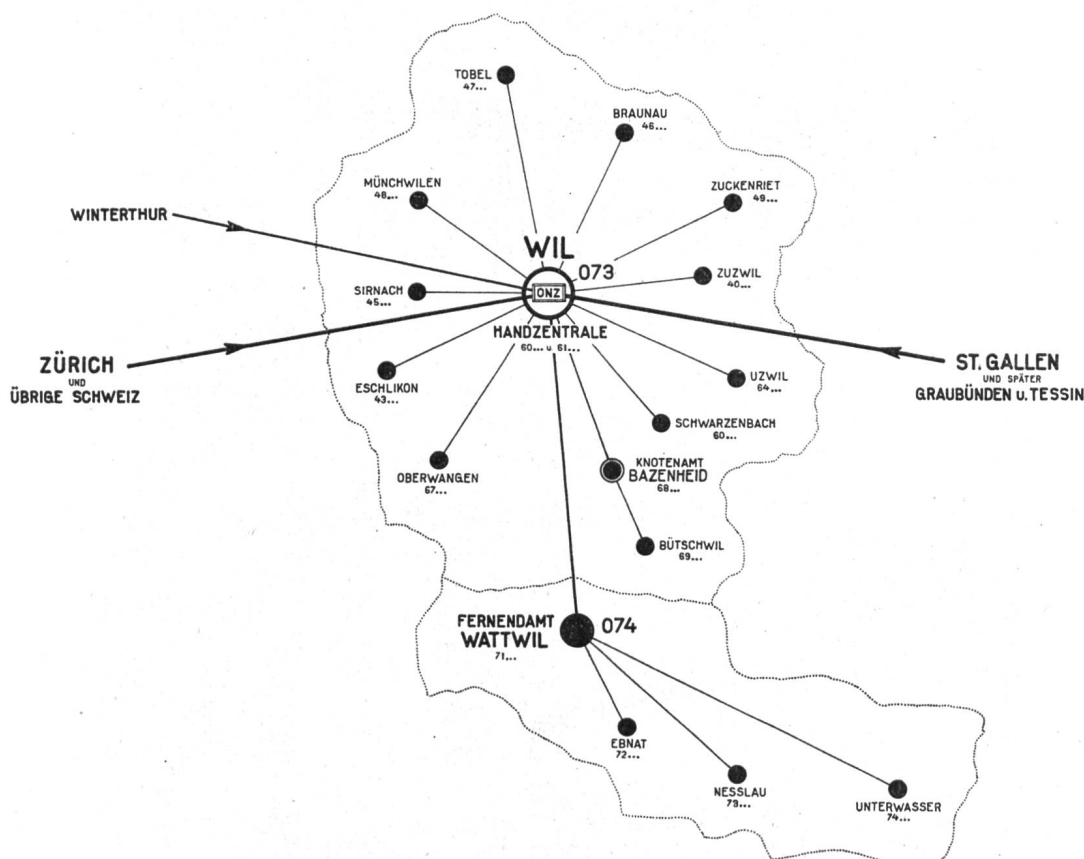 TOBEL
47...
BRAUNAU
46...
MÜNCHWILEN
48...
ZUCKENRIET
49...
WINTERTHUR
WIL
073
ONZ
ZUZWIL
40...
SIRNACH
45...
HANDZENTRALE
60... u. 61...
ZÜRICH
UND
ÜBRIGE SCHWEIZ
ST. GALLEN
UND SPÄTER
GRAUBÜNDEN U. TESSIN
ESCHLIKON
43...
UZWIL
64...
SCHWARZENBACH
60...
OBERWANGEN
67...
KNOTENAMT
BAZENHEID
68...
BÜTSCHWIL
69...
FERNENDAMT
WATTWIL
71...
074
EBNAT
72...
NESSLAU
73...
UNTERWASSER
74...